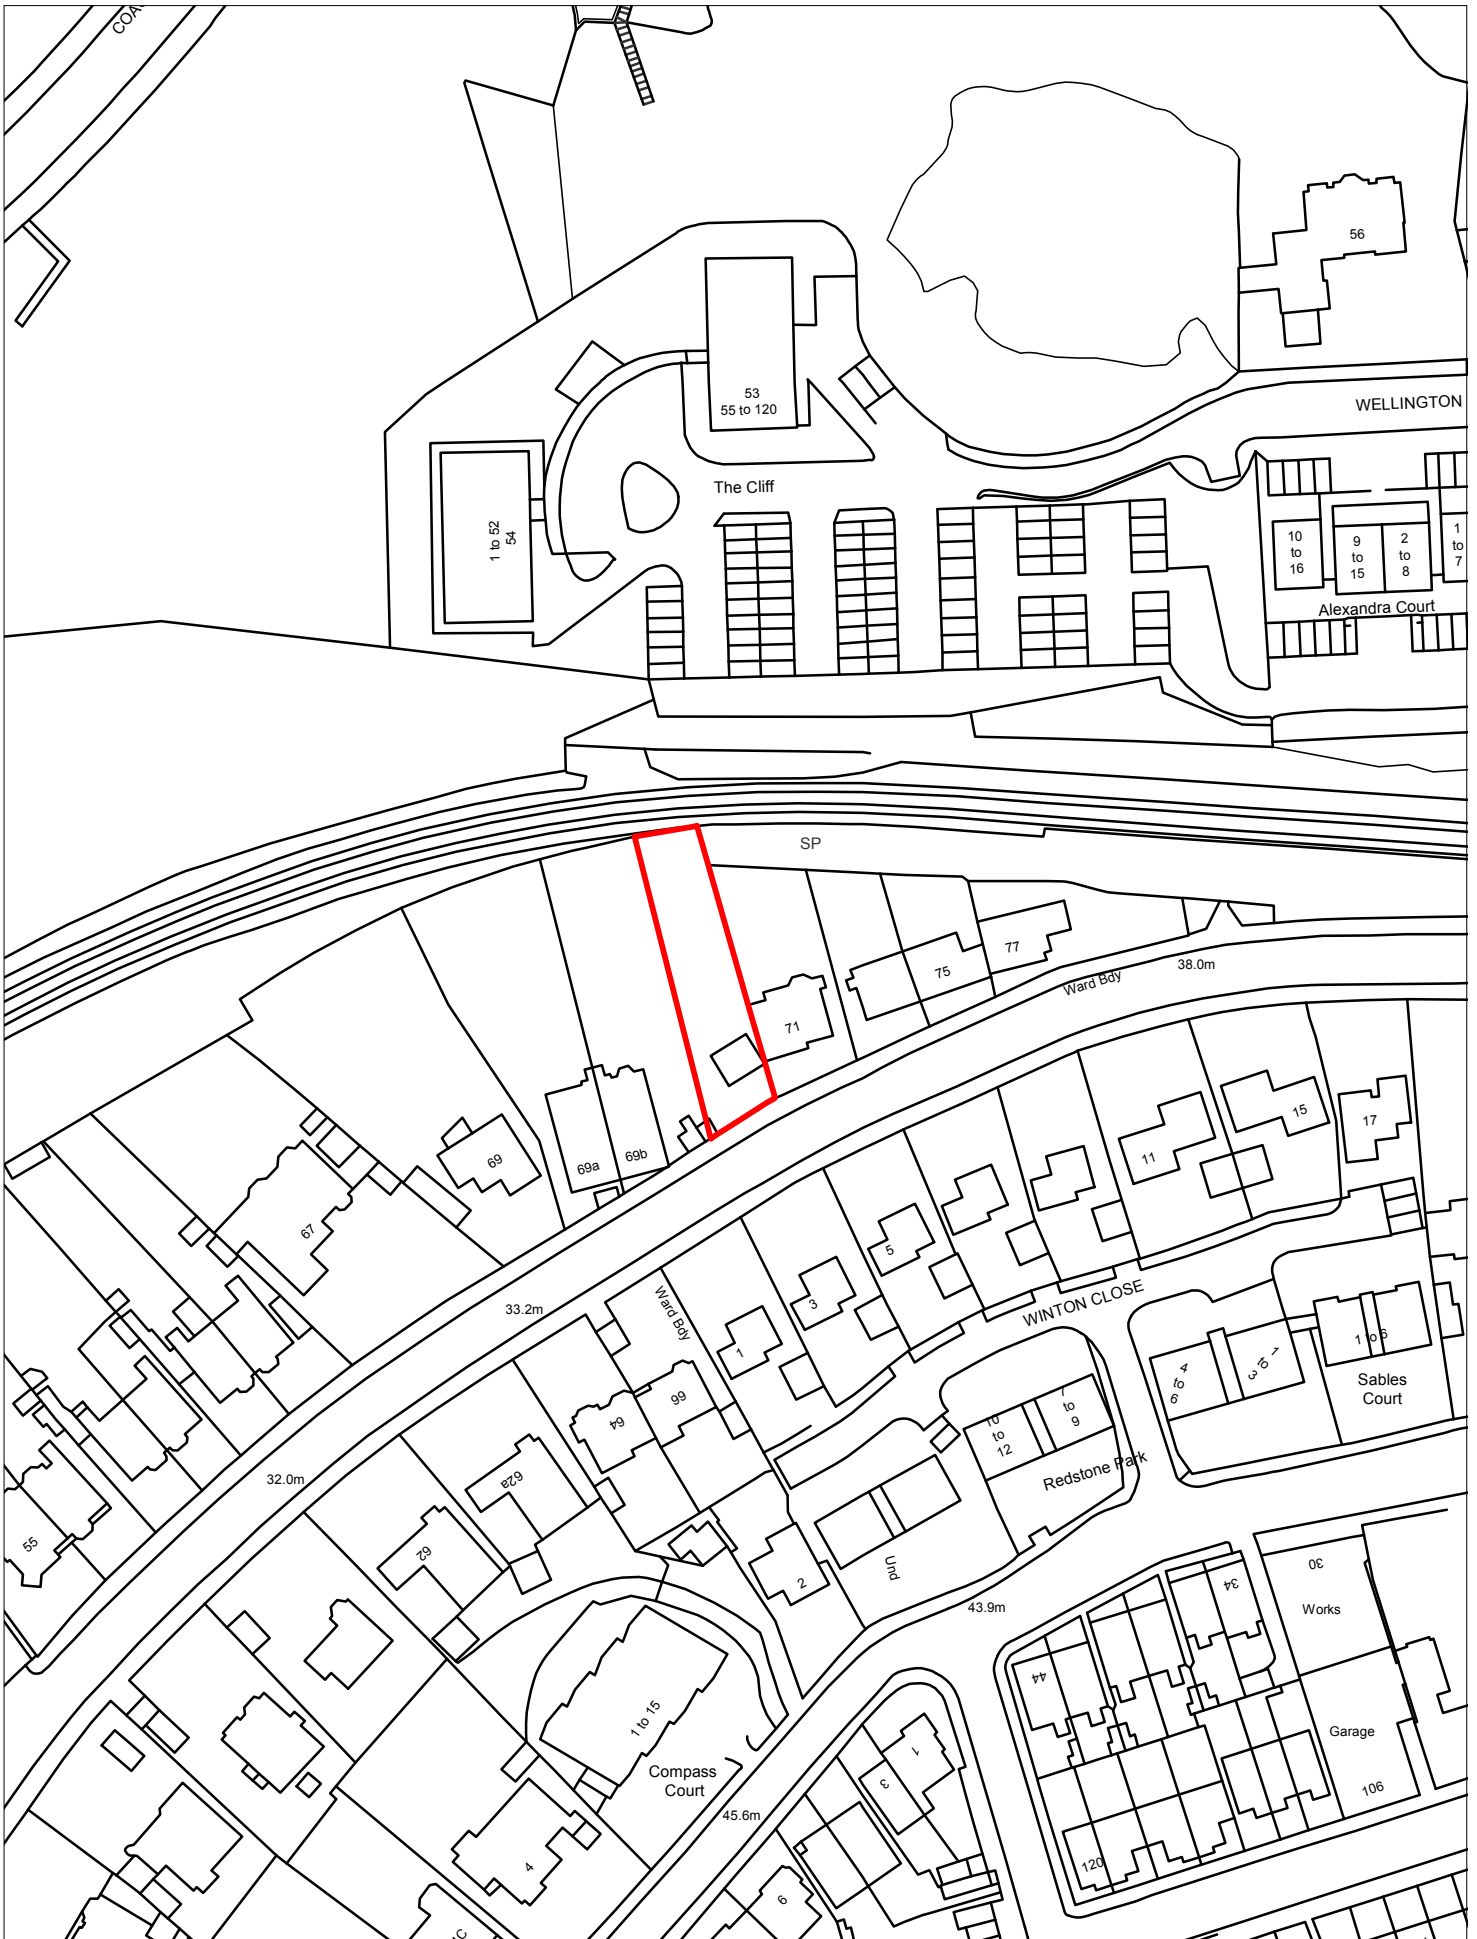 COA
56
WELLINGTON
53
55 to 120
The Cliff
1 to 52
54
10
to
16
9
to
15
2
to
8
1
to
7
Alexandra Court
SP
77
75
38.0m
Ward Bdy
71
15
17
11
69
69a
69b
67
5
3
1
WINTON CLOSE
33.2m
Ward Bdy
1 to 6
4
to
6
1
to
3
Sables
Court
66
64
7
to
9
10
to
12
Redstone Park
32.0m
62a
62
55
2
Und
43.9m
34
30
Works
44
1 to 15
Garage
106
Compass
Court
45.6m
1
3
4
6
120